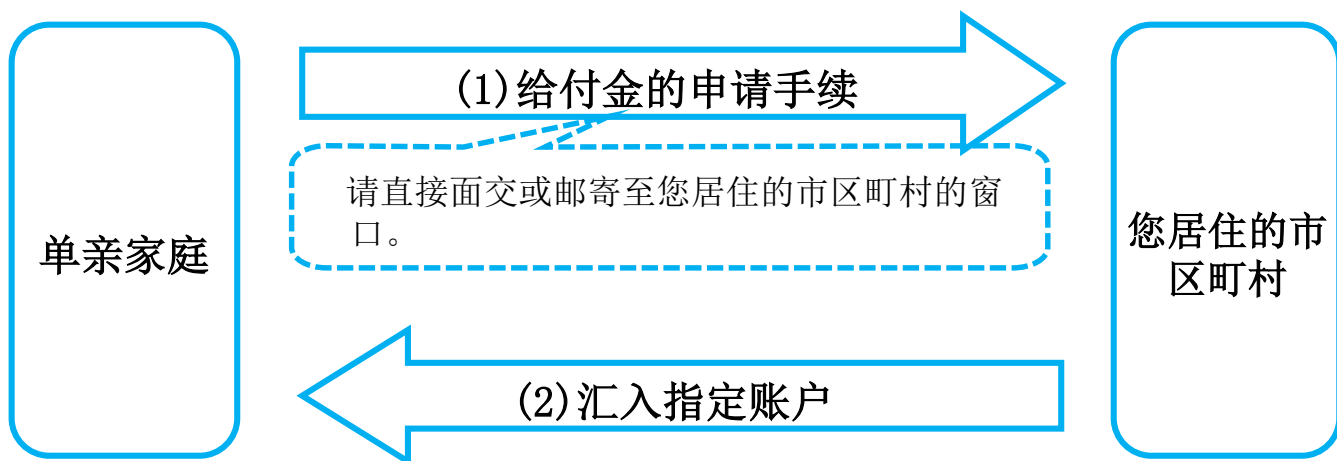 单亲家庭
(1)给付金的申请手续
请直接面交或邮寄至您居住的市区町村的窗
口。
(2)汇入指定账户
您居住的市
区町村